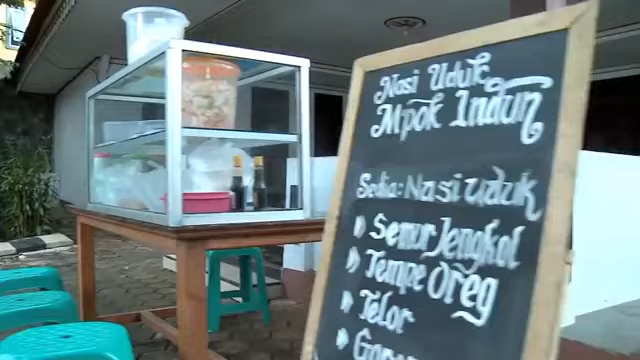 Nasi Uduk
Mpok Indun
Sedia: Nasi uduk
Semur Jengkol
Tempe Oreg
Telor